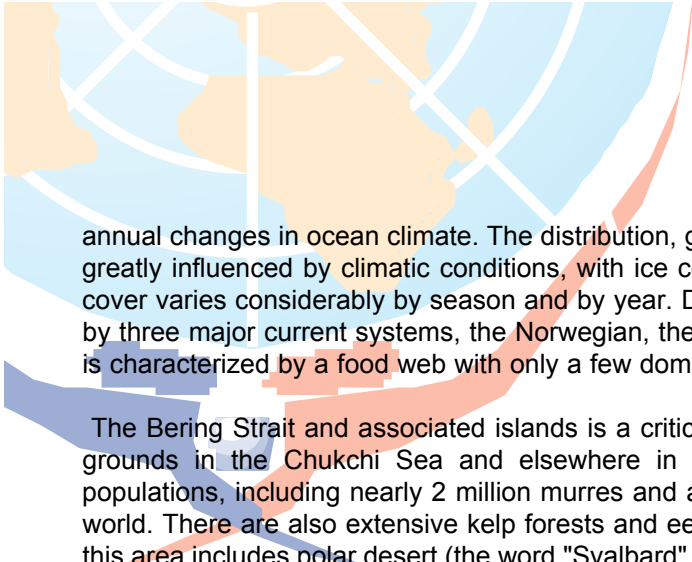 annual changes in ocean climate. The distribution,
greatly influenced by climatic conditions, with ice
cover varies considerably by season and by year.
by three major current systems, the Norwegian, the
is characterized by a food web with only a few
The Bering Strait and associated islands is a
grounds in the Chukchi Sea and elsewhere in
populations, including nearly 2 million murres and
world. There are also extensive kelp forests and
this area includes polar desert (the word "Svalbard"